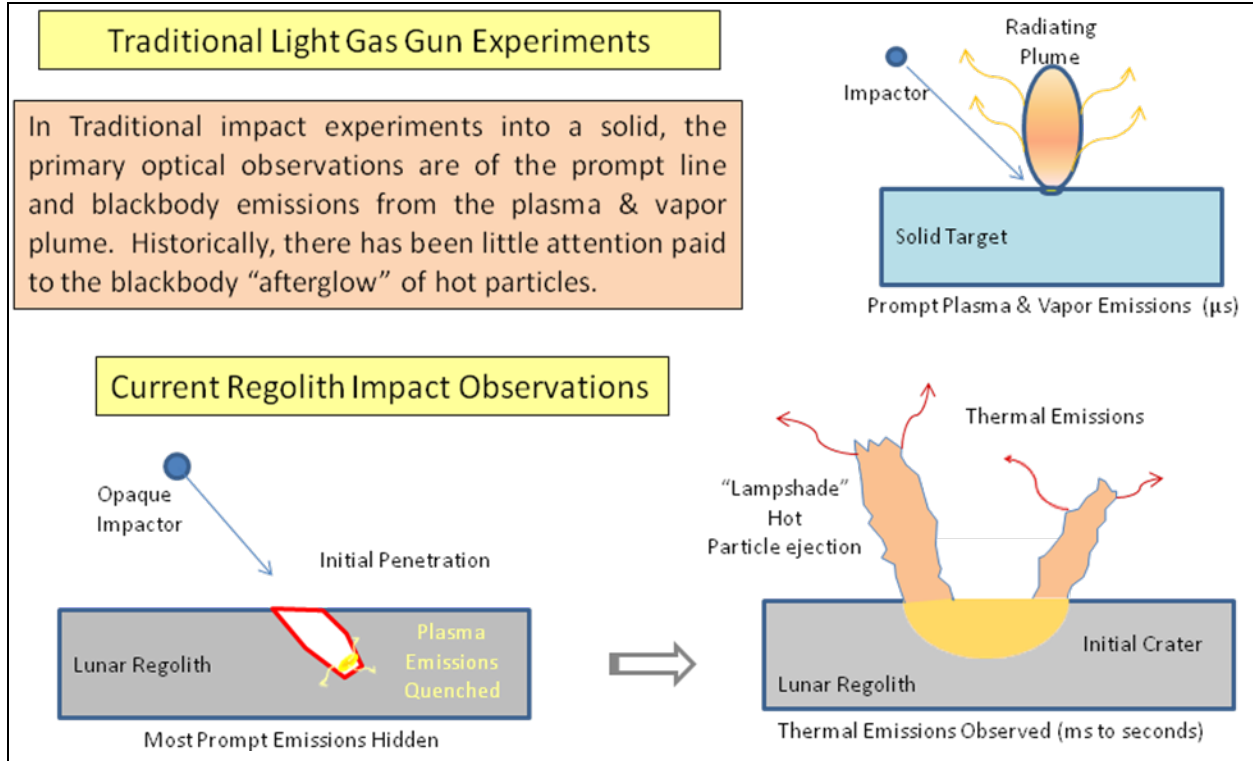 Traditional Light Gas Gun Experiments
In Traditional impact experiments into a solid, the
primary optical observations are of the prompt line
and blackbody emissions from the plasma & vapor
plume. Historically, there has been little attention paid
to the blackbody “afterglow” of hot particles.
Radiating
Plume
Impactor
Solid Target
Prompt Plasma & Vapor Emissions (μs)
Current Regolith Impact Observations
Opaque
Impactor
Initial Penetration
Lunar Regolith
Plasma
Emissions
Quenched
Most Prompt Emissions Hidden
Thermal Emissions
“Lampshade”
Hot
Particle ejection
Initial Crater
Lunar Regolith
Thermal Emissions Observed (ms to seconds)